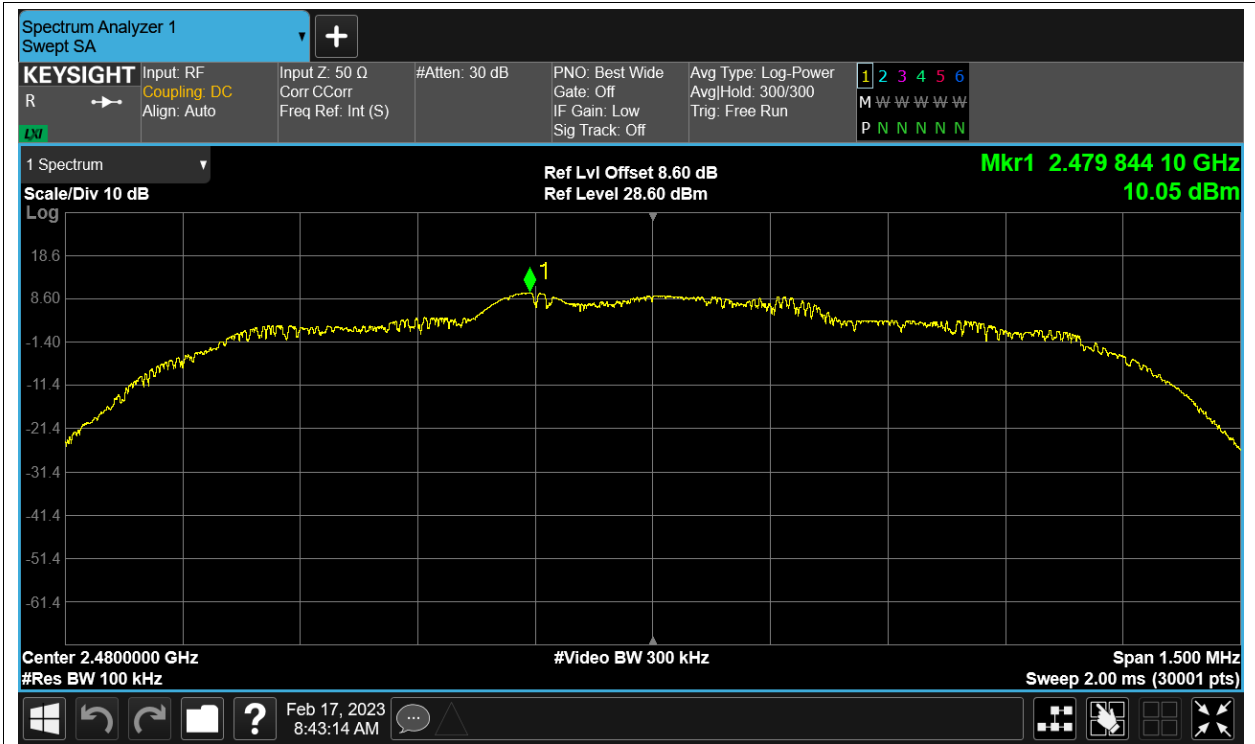 Spectrum Analyzer 1
Swept SA
+
KEYSIGHT
R
LXI
Input: RF
Coupling: DC
Align: Auto
Input Z: 50 Ω
Corr CCorr
Freq Ref: Int (S)
#Atten: 30 dB
PNO: Best Wide
Gate: Off
IF Gain: Low
Sig Track: Off
Avg Type: Log-Power
Avg|Hold: 300/300
Trig: Free Run
1 2 3 4 5 6
M W W W W W
P N N N N N
1 Spectrum
Scale/Div 10 dB
Log
Ref Lvl Offset 8.60 dB
Ref Level 28.60 dBm
Mkr1 2.479 844 10 GHz
10.05 dBm
1
18.6
8.60
-1.40
-11.4
-21.4
-31.4
-41.4
-51.4
-61.4
Center 2.4800000 GHz
#Video BW 300 kHz
Span 1.500 MHz
#Res BW 100 kHz
Sweep 2.00 ms (30001 pts)
?
Feb 17, 2023
8:43:14 AM